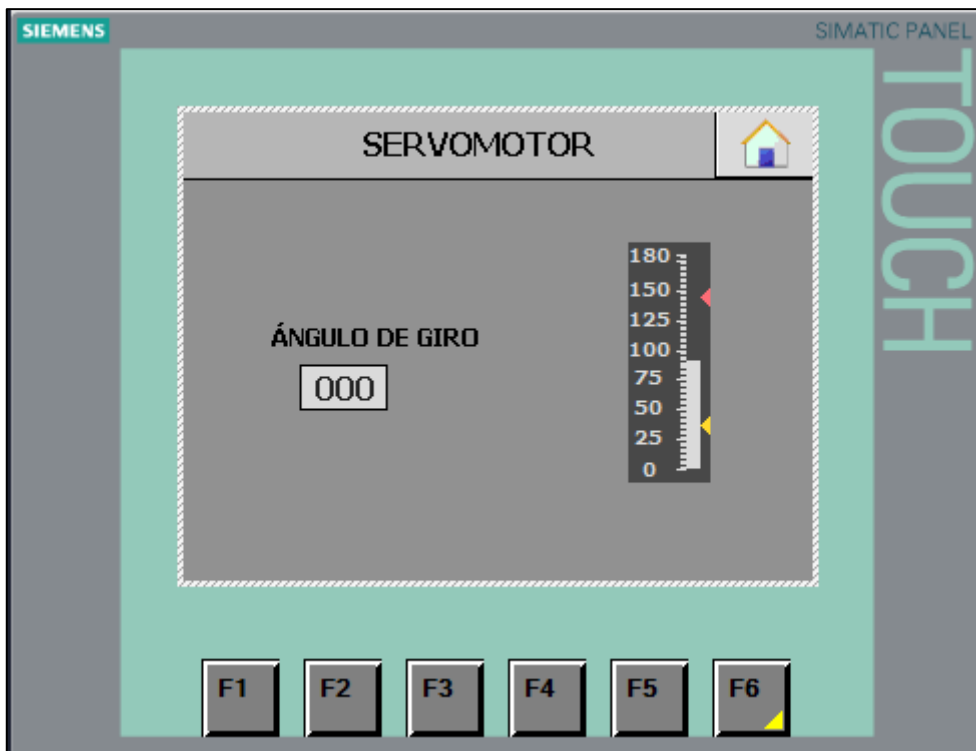 SIEMENS
SIMATIC PANEL
TOUCH
SERVOMOTOR
ÁNGULO DE GIRO
000
180
150
125
100
75
50
25
0
F1 F2 F3 F4 F5 F6